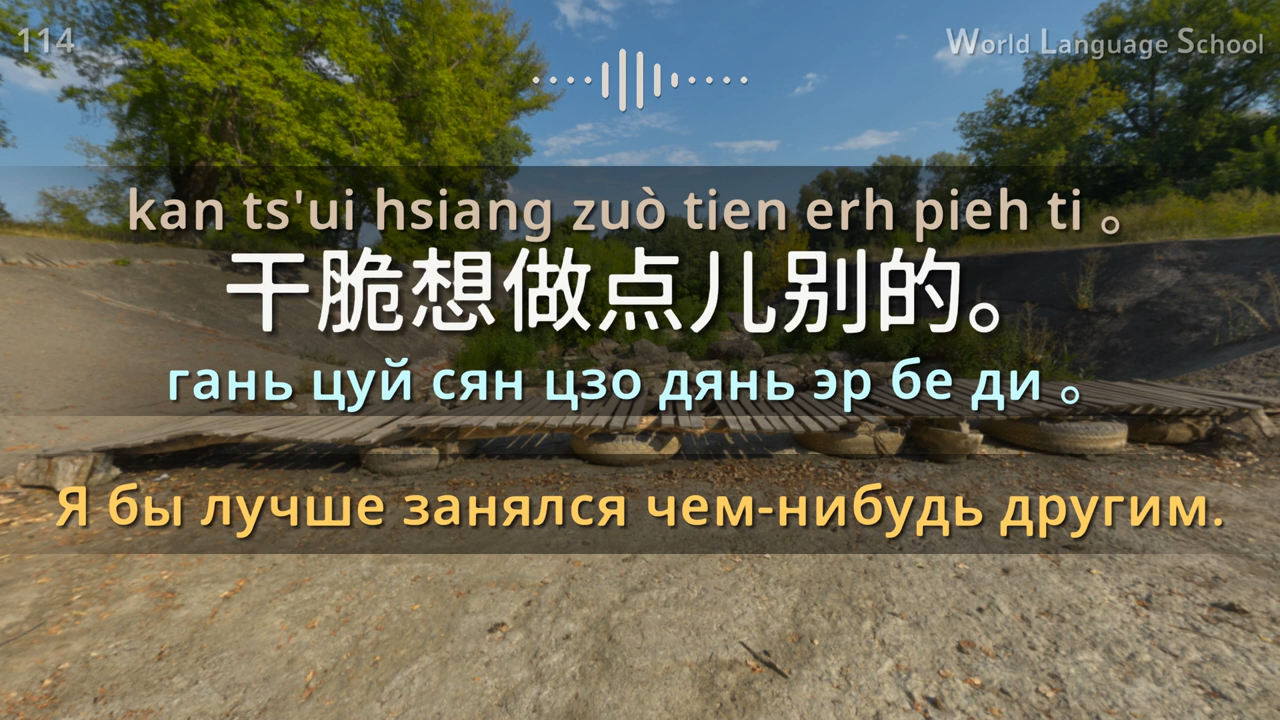 114
World Language School
kan ts'ui hsiang zuò tien erh pieh ti 。
干脆想做点儿别的。
гань цуй сян цзо дянь эр бе ди 。
Я бы лучше занялся чем-нибудь другим.